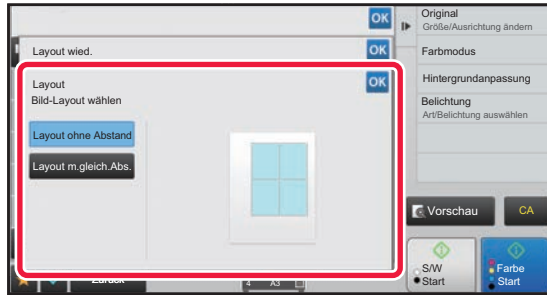 OK
Layout wied.
OK
Layout
OK
Bild-Layout wählen
Layout ohne Abstand
Layout m.gleich.Abs.
Zurück
4 A3
Original
Größe/Ausrichtung ändern
Farbmodus
Hintergrundanpassung
Belichtung
Art/Belichtung auswählen
Vorschau
CA
S/W
Start
Farbe
Start